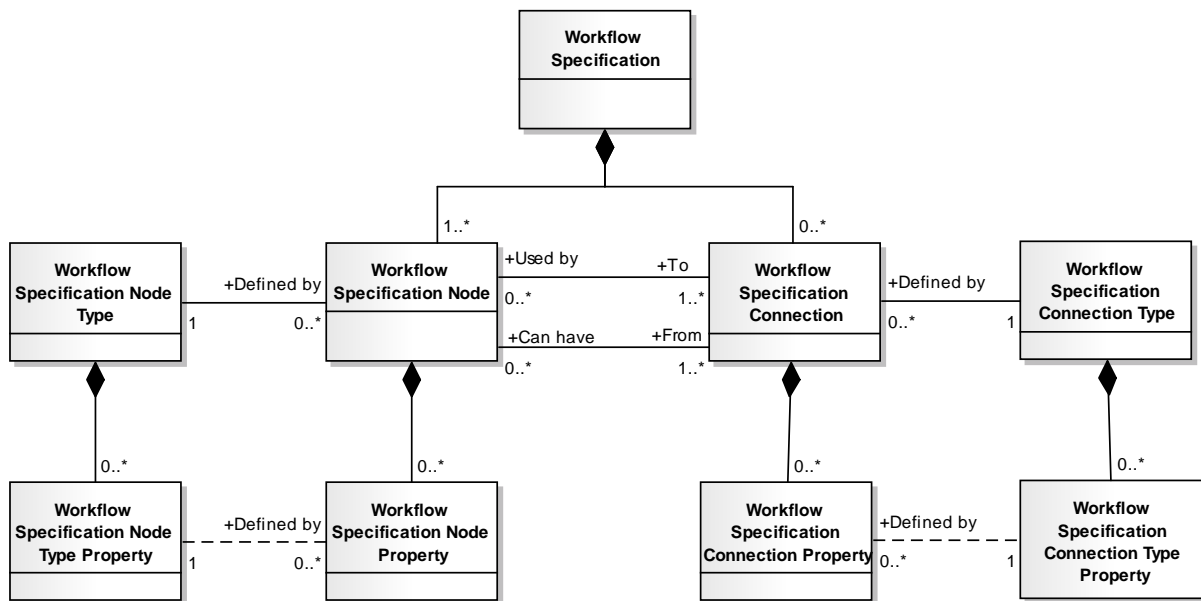 Workflow
Specification
1..*
0..*
Workflow
Specification Node
Type
+Defined by
1
0..*
Workflow
Specification Node
+Used by
+To
0..*
1..*
+Can have
+From
0..*
1..*
Workflow
Specification
Connection
+Defined by
0..*
1
Workflow
Specification
Connection Type
0..*
0..*
0..*
0..*
Workflow
Specification Node
Type Property
+Defined by
1
0..*
Workflow
Specification Node
Property
Workflow
Specification
Connection Property
+Defined by
0..*
1
Workflow
Specification
Connection Type
Property